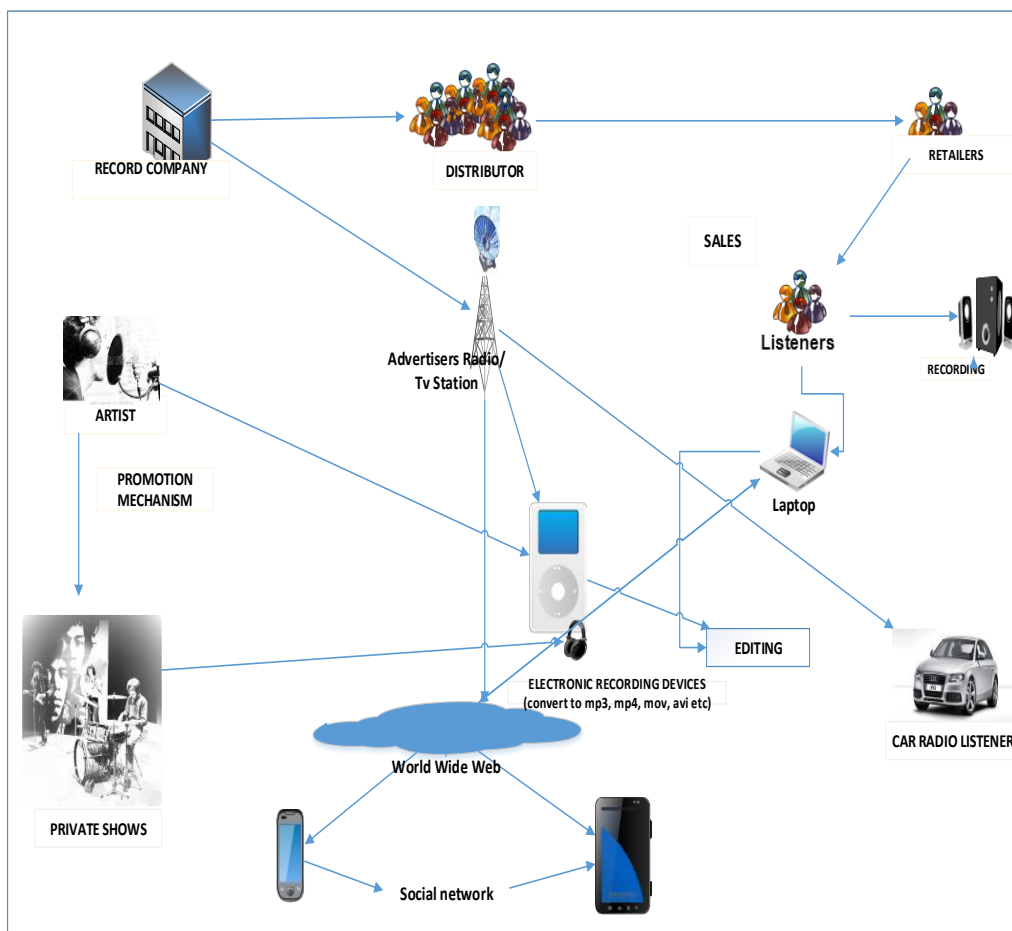 RECORD COMPANY
DISTRIBUTOR
RETAILERS
SALES
Listeners
RECORDING
Advertisers Radio/
Tv Station
ARTIST
PROMOTION
MECHANISM
Laptop
EDITING
ELECTRONIC RECORDING DEVICES
(convert to mp3, mp4, mov, avi etc)
CAR RADIO LISTENER
World Wide Web
PRIVATE SHOWS
Social network